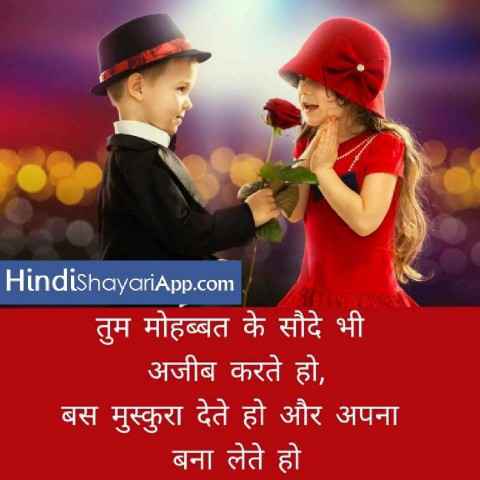 HindiShayariApp.com
तुम मोहब्बत के सौदे भी
अजीब करते हो,
बस मुस्कुरा देते हो और अपना
बना लेते हो